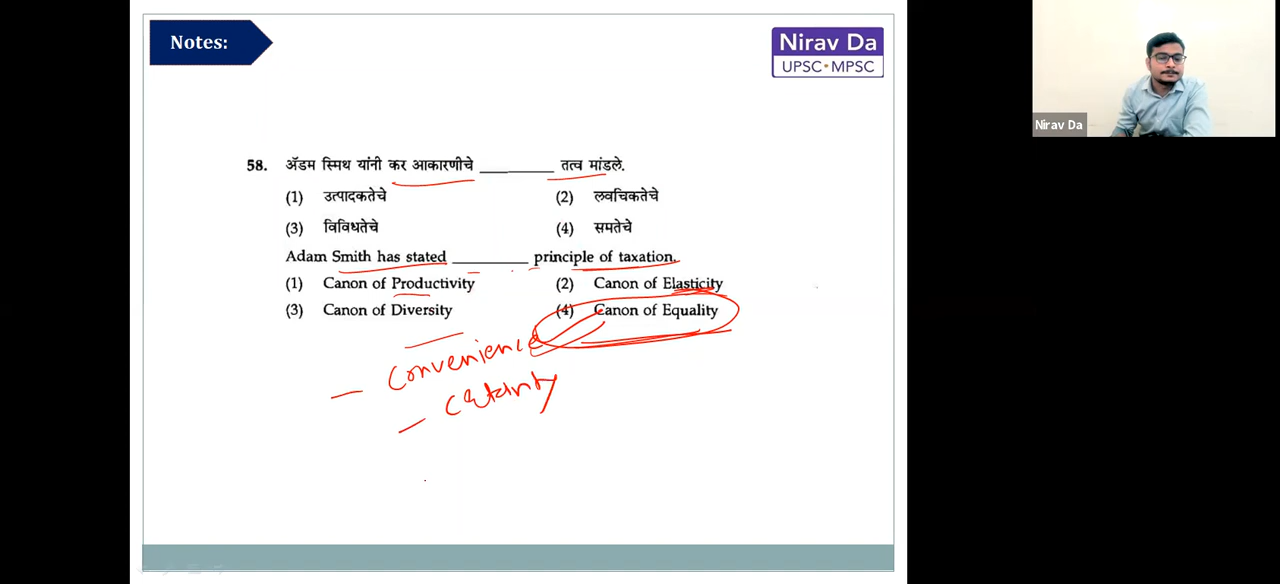 Notes:
Nirav Da
UPSC • MPSC
Nirav Da
58. ॲडम स्मिथ यांनी कर आकारणीचे ________ तत्व मांडले.
(1) उत्पादकतेचे (2) लवचिकतेचे
(3) विविधतेचे (4) समतेचे
Adam Smith has stated ________ principle of taxation.
(1) Canon of Productivity (2) Canon of Elasticity
(3) Canon of Diversity (4) Canon of Equality
– Convenience
– Certainity